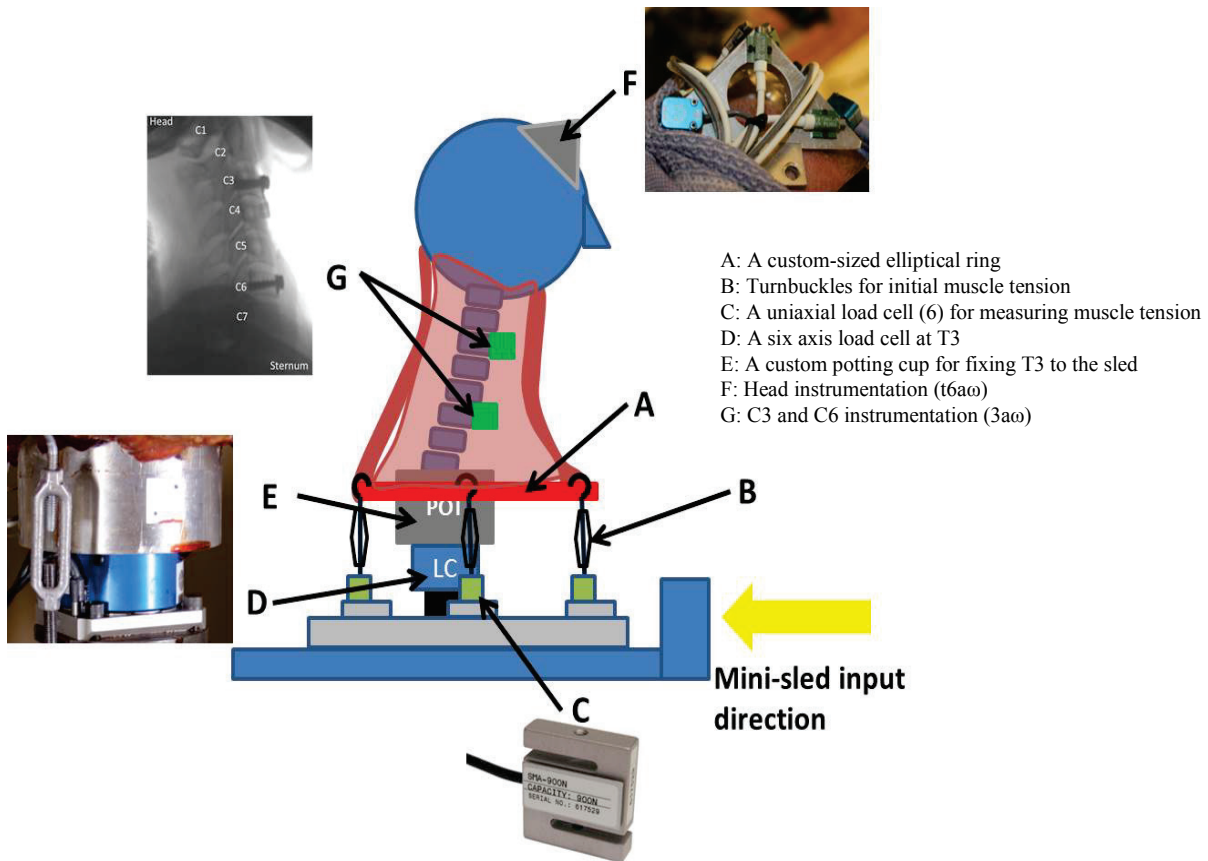 F
Head
C1
C2
C3
C4
C5
C6
C7
Sternum
G
A: A custom-sized elliptical ring
B: Turnbuckles for initial muscle tension
C: A uniaxial load cell (6) for measuring muscle tension
D: A six axis load cell at T3
E: A custom potting cup for fixing T3 to the sled
F: Head instrumentation (t6aω)
G: C3 and C6 instrumentation (3aω)
A
B
E
POT
LC
D
C
Mini-sled input
direction
SMA-900N
CAPACITY: 900N
SERIAL NO.: 617529